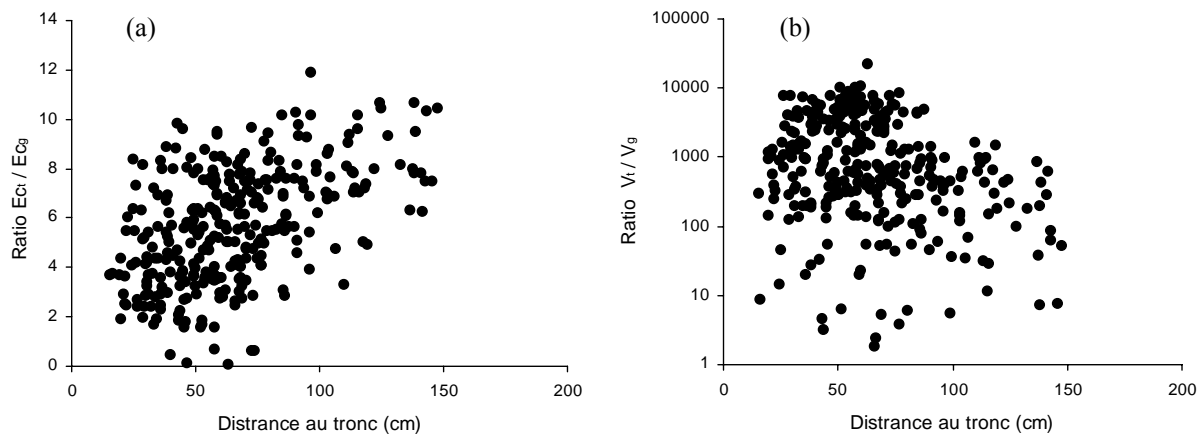 (a)
14
12
10
8
6
4
2
0
Ratio Ect / Ecg
0 50 100 150 200
Distrance au tronc (cm)
(b)
100000
10000
1000
100
10
1
Ratio Vt / Vg
0 50 100 150 200
Distrance au tronc (cm)